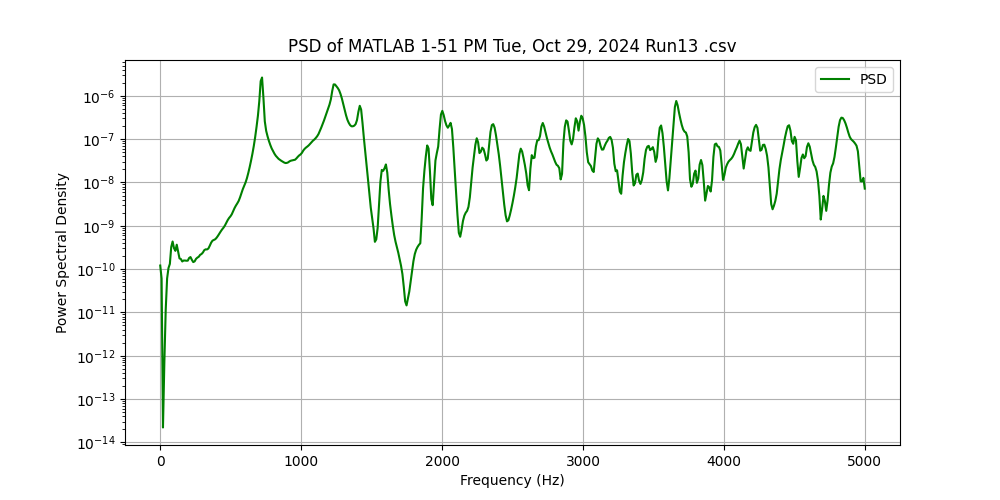 PSD of MATLAB 1-51 PM Tue, Oct 29, 2024 Run13 .csv
PSD
Power Spectral Density
10⁻⁶
10⁻⁷
10⁻⁸
10⁻⁹
10⁻¹⁰
10⁻¹¹
10⁻¹²
10⁻¹³
10⁻¹⁴
0 1000 2000 3000 4000 5000
Frequency (Hz)